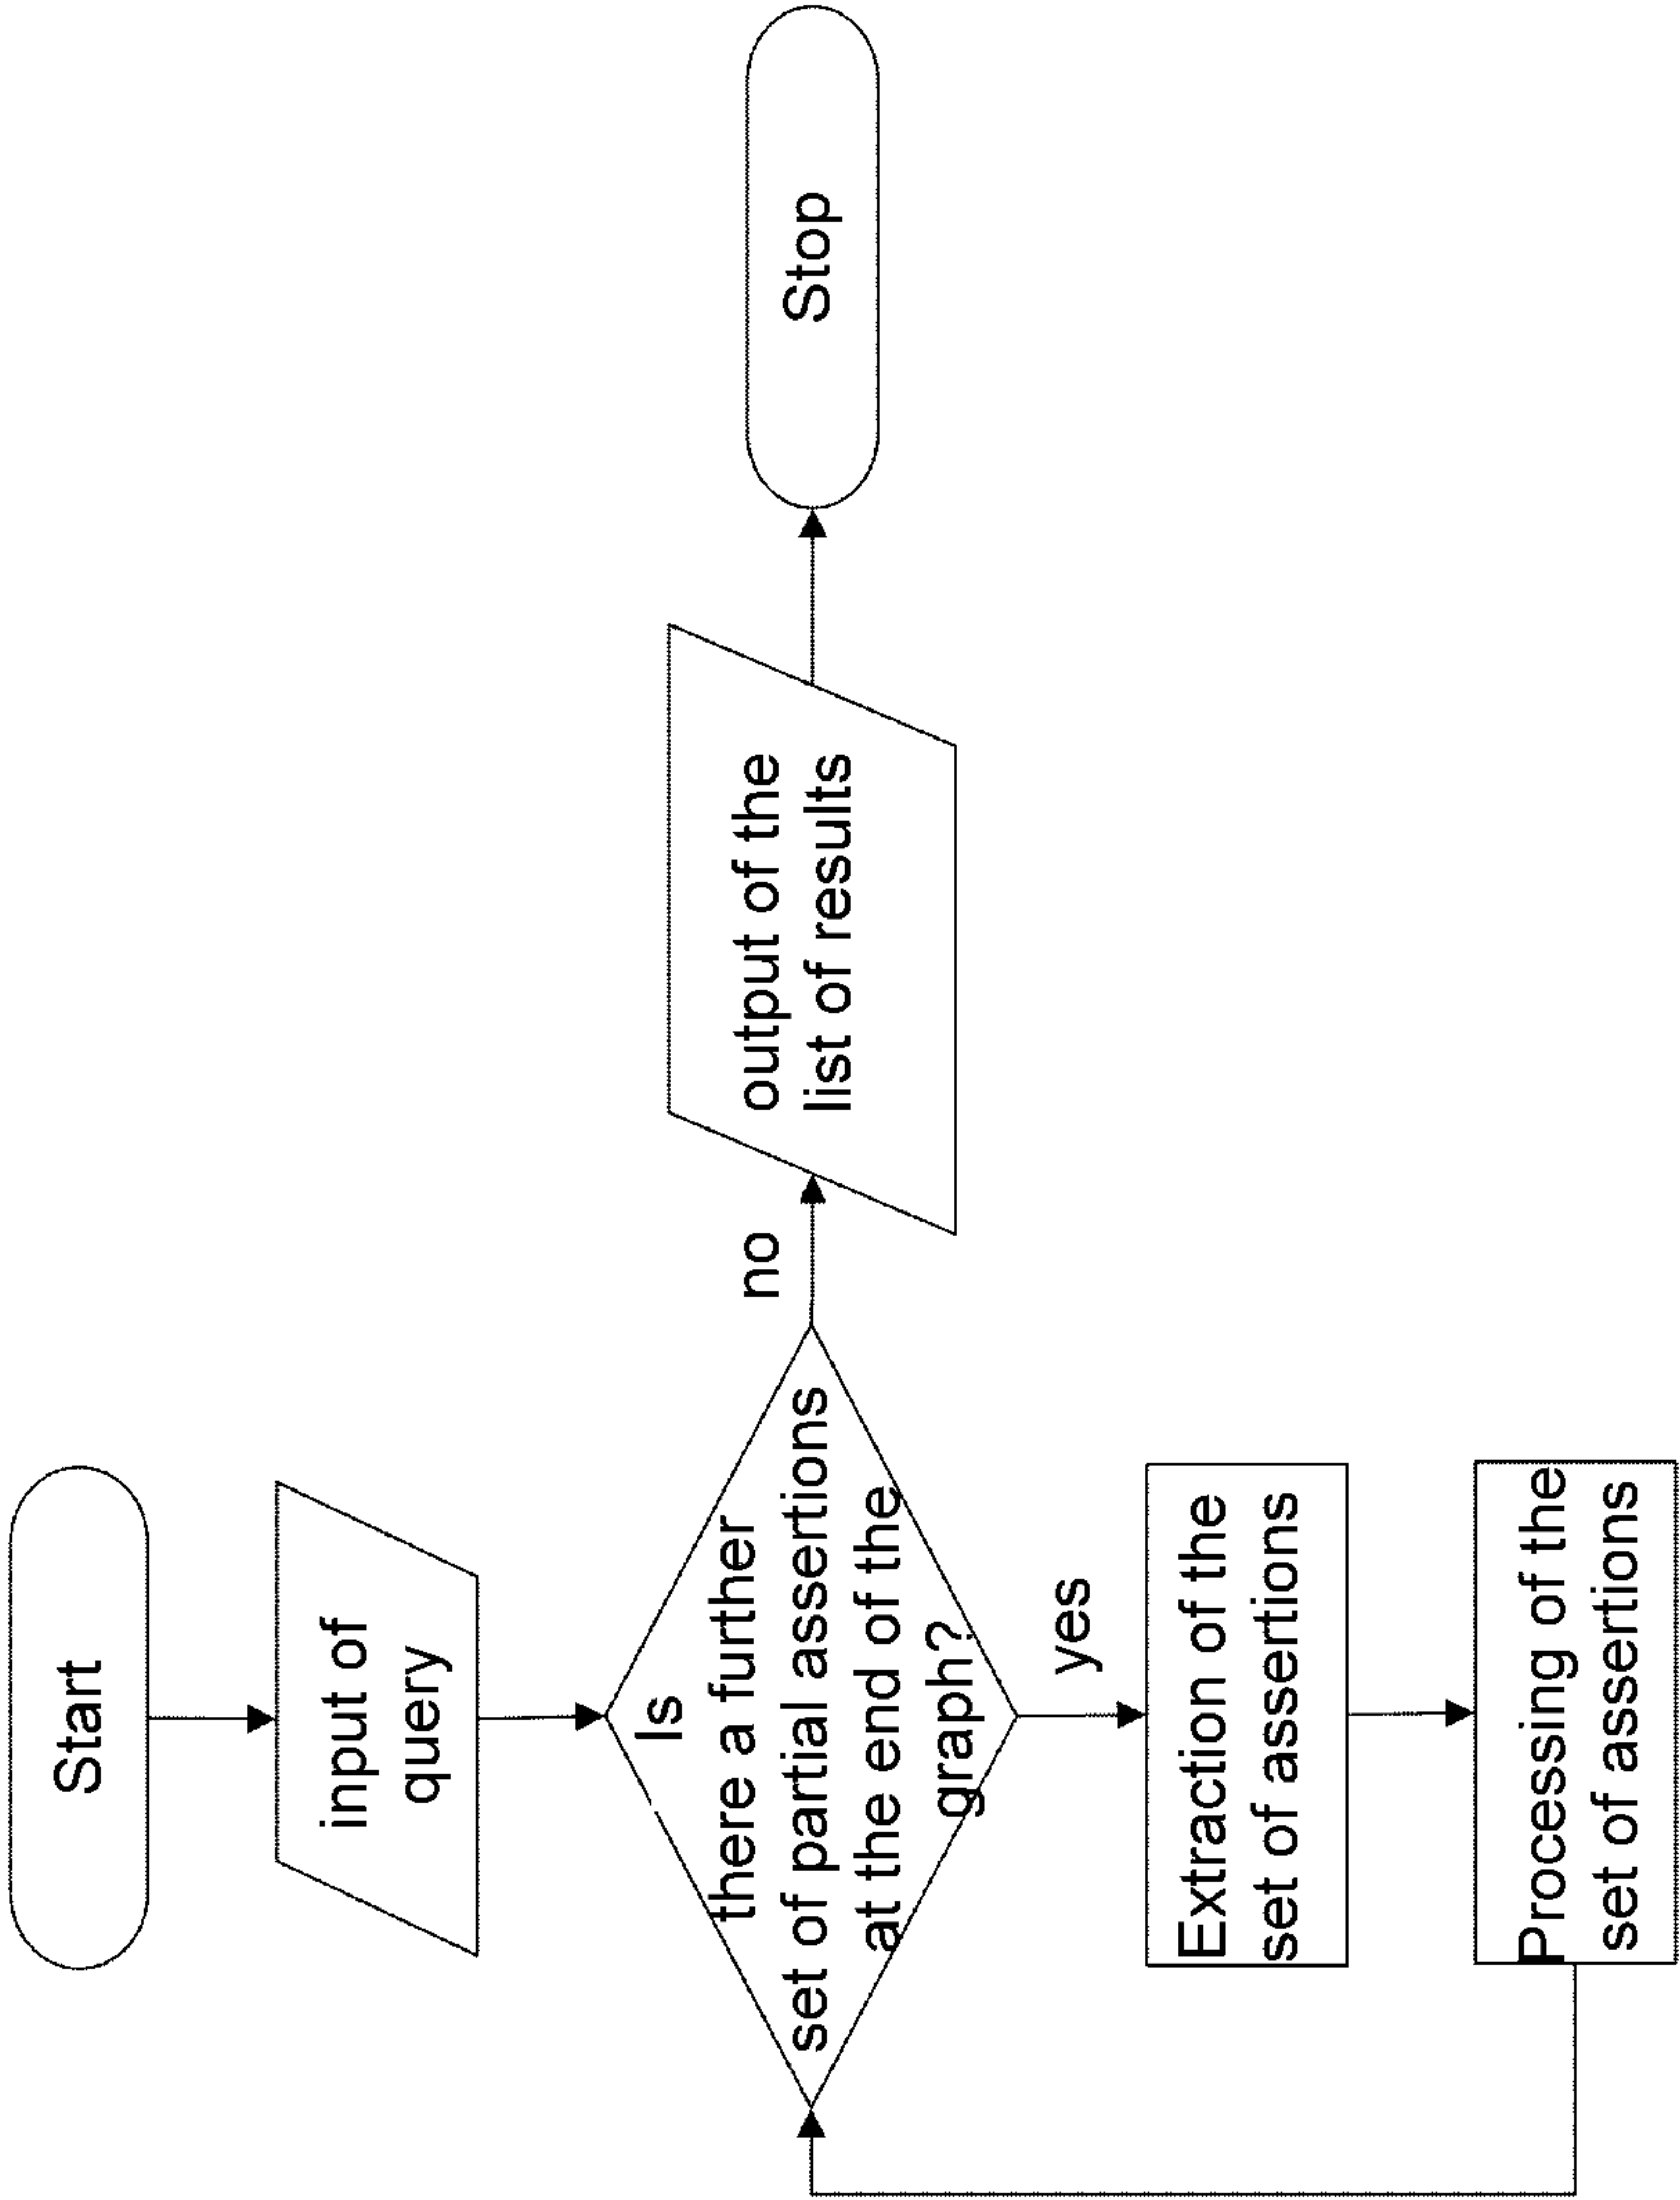 Start
input of
query
Is
there a further
set of partial assertions
at the end of the
graph?
no
output of the
list of results
Stop
yes
Extraction of the
set of assertions
Processing of the
set of assertions